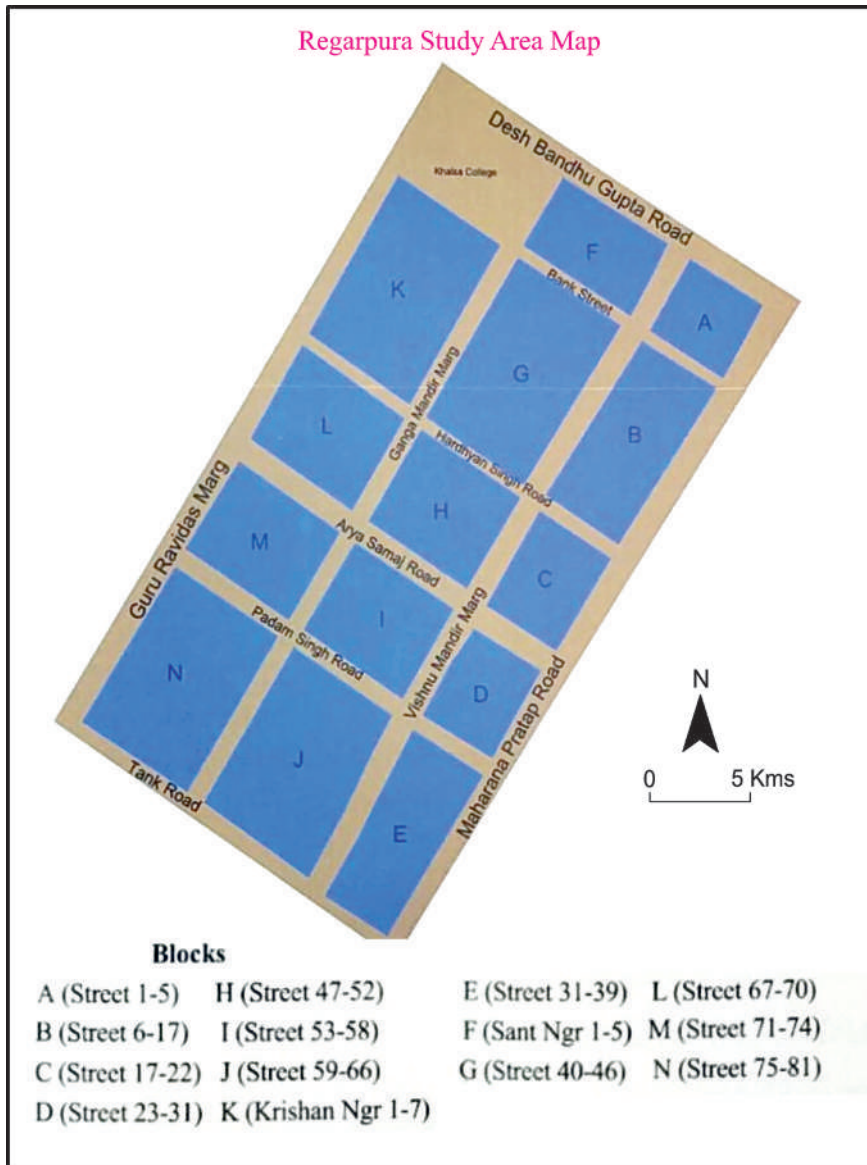 Regarpura Study Area Map
Desh Bandhu Gupta Road
Khalsa College
F
Bank Street
A
K
G
Ganga Mandir Marg
B
L
Hardhyan Singh Road
H
Guru Ravidas Marg
M
Arya Samaj Road
C
I
Vishnu Mandir Marg
Padam Singh Road
N
D
Maharana Pratap Road
N
0 5 Kms
J
Tank Road
E
Blocks
A (Street 1-5) H (Street 47-52) E (Street 31-39) L (Street 67-70)
B (Street 6-17) I (Street 53-58) F (Sant Ngr 1-5) M (Street 71-74)
C (Street 17-22) J (Street 59-66) G (Street 40-46) N (Street 75-81)
D (Street 23-31) K (Krishan Ngr 1-7)